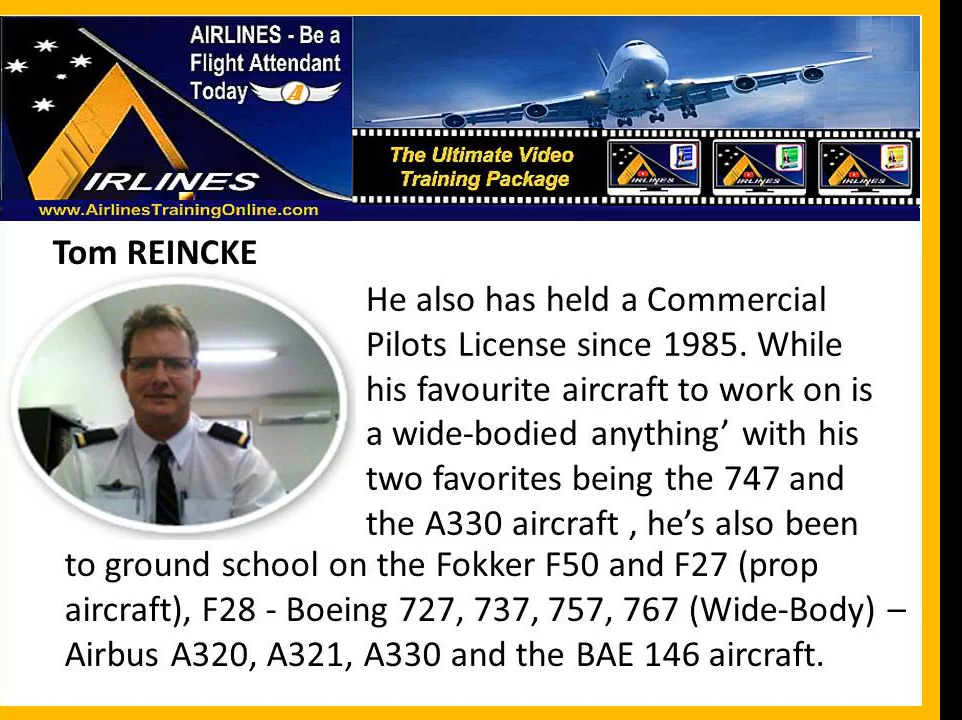 AIRLINES - Be a
Flight Attendant
Today A
IRLINES
www.AirlinesTrainingOnline.com
The Ultimate Video
Training Package
Tom REINCKE
He also has held a Commercial
Pilots License since 1985. While
his favourite aircraft to work on is
a wide-bodied anything’ with his
two favorites being the 747 and
the A330 aircraft , he’s also been
to ground school on the Fokker F50 and F27 (prop
aircraft), F28 - Boeing 727, 737, 757, 767 (Wide-Body) –
Airbus A320, A321, A330 and the BAE 146 aircraft.